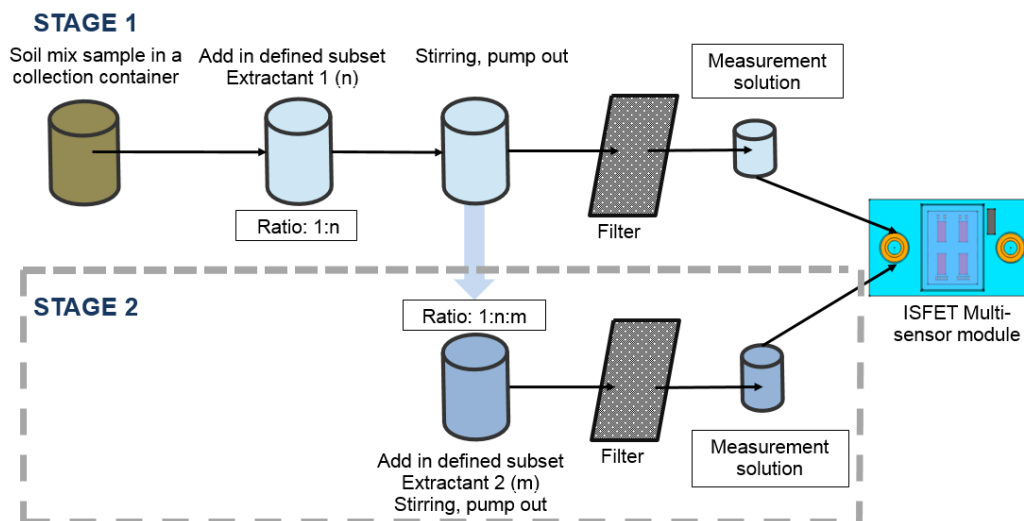 STAGE 1
Soil mix sample in a
collection container
Add in defined subset
Extractant 1 (n)
Stirring, pump out
Measurement
solution
Ratio: 1:n
Filter
ISFET Multi-
sensor module
STAGE 2
Ratio: 1:n:m
Add in defined subset
Extractant 2 (m)
Stirring, pump out
Filter
Measurement
solution